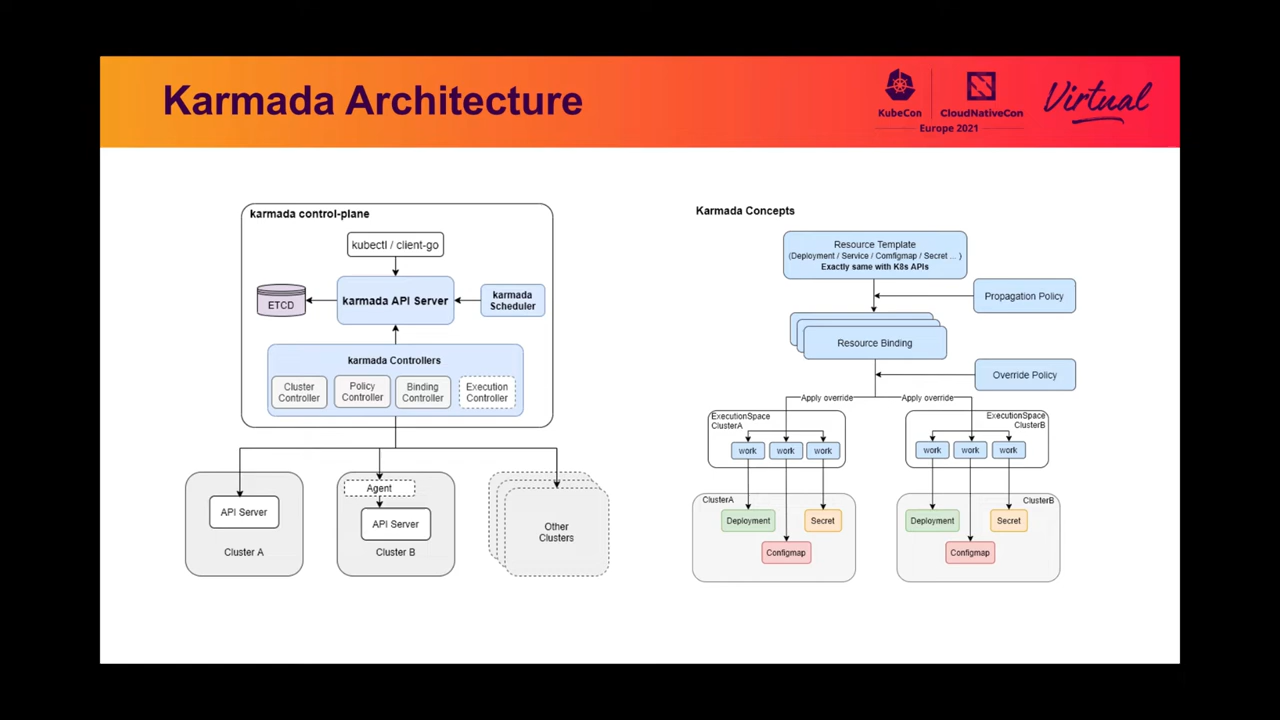 Karmada Architecture
KubeCon
CloudNativeCon
Europe 2021
Virtual
karmada control-plane
kubectl / client-go
ETCD
karmada API Server
karmada
Scheduler
karmada Controllers
Cluster
Controller
Policy
Controller
Binding
Controller
Execution
Controller
API Server
Cluster A
Agent
API Server
Cluster B
Other
Clusters
Karmada Concepts
Resource Template
(Deployment / Service / Comfigmap / Secret ... )
Exactly same with K8s APIs
Propagation Policy
Resource Binding
Override Policy
Apply override
Apply override
ExecutionSpace
ClusterA
work
work
work
ExecutionSpace
ClusterB
work
work
work
ClusterA
Deployment
Secret
Configmap
ClusterB
Deployment
Secret
Configmap